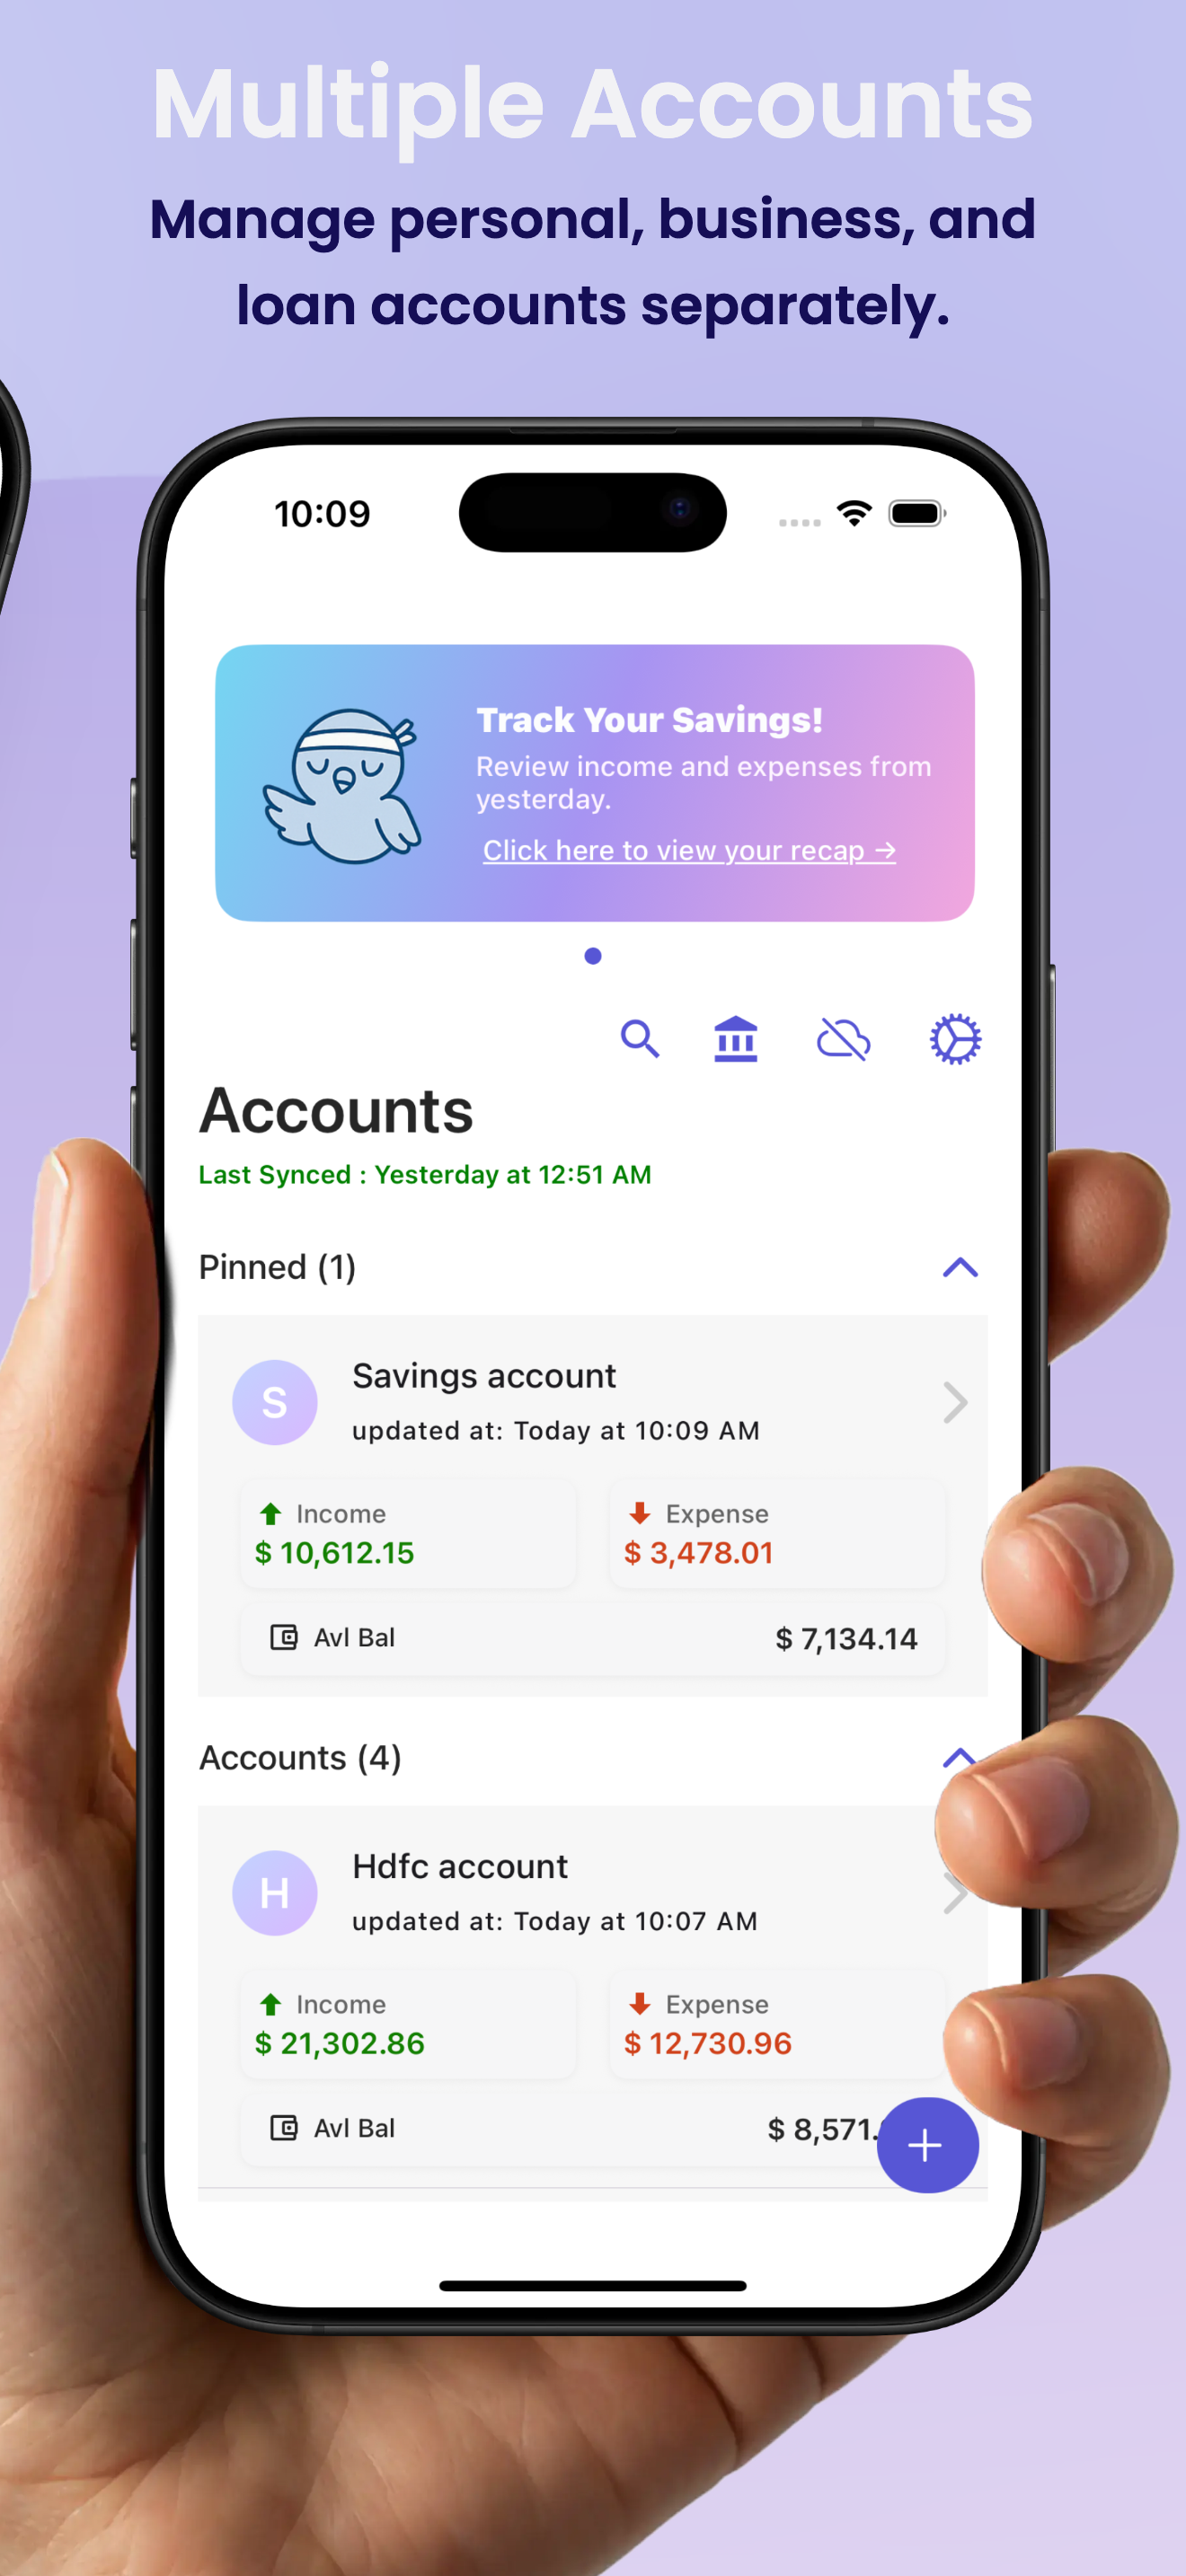 Multiple Accounts
Manage personal, business, and
loan accounts separately.
10:09
Track Your Savings!
Review income and expenses from
yesterday.
Click here to view your recap →
Accounts
Last Synced : Yesterday at 12:51 AM
Pinned (1)
S
Savings account
updated at: Today at 10:09 AM
Income
Expense
$ 10,612.15
$ 3,478.01
Avl Bal
$ 7,134.14
Accounts (4)
H
Hdfc account
updated at: Today at 10:07 AM
Income
Expense
$ 21,302.86
$ 12,730.96
Avl Bal
$ 8,571.